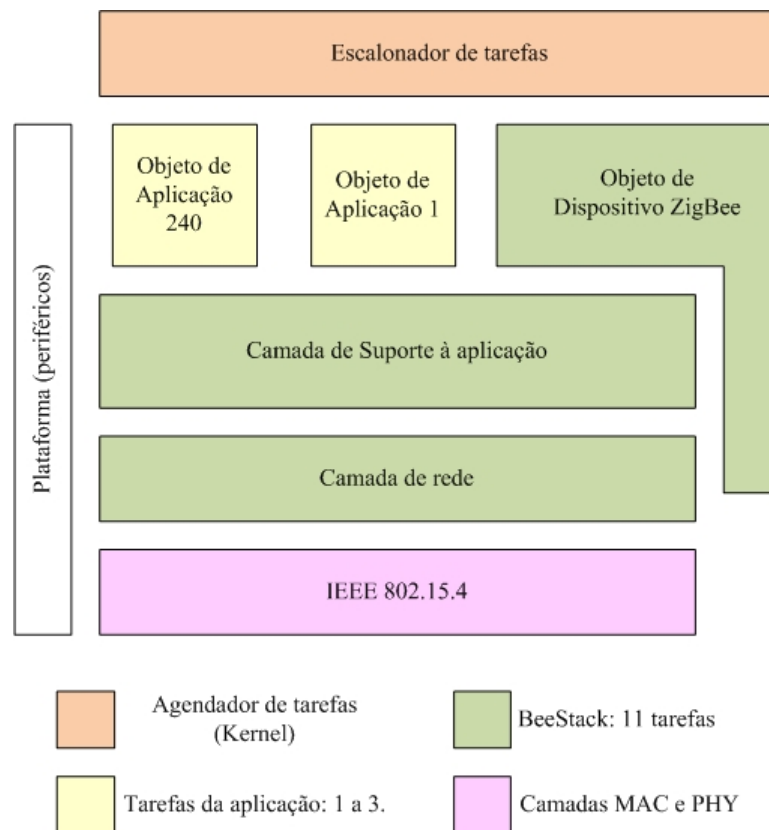 Escalonador de tarefas
Plataforma (periféricos)
Objeto de
Aplicação
240
Objeto de
Aplicação 1
Objeto de
Dispositivo ZigBee
Camada de Suporte à aplicação
Camada de rede
IEEE 802.15.4
Agendador de tarefas
(Kernel)
BeeStack: 11 tarefas
Tarefas da aplicação: 1 a 3.
Camadas MAC e PHY